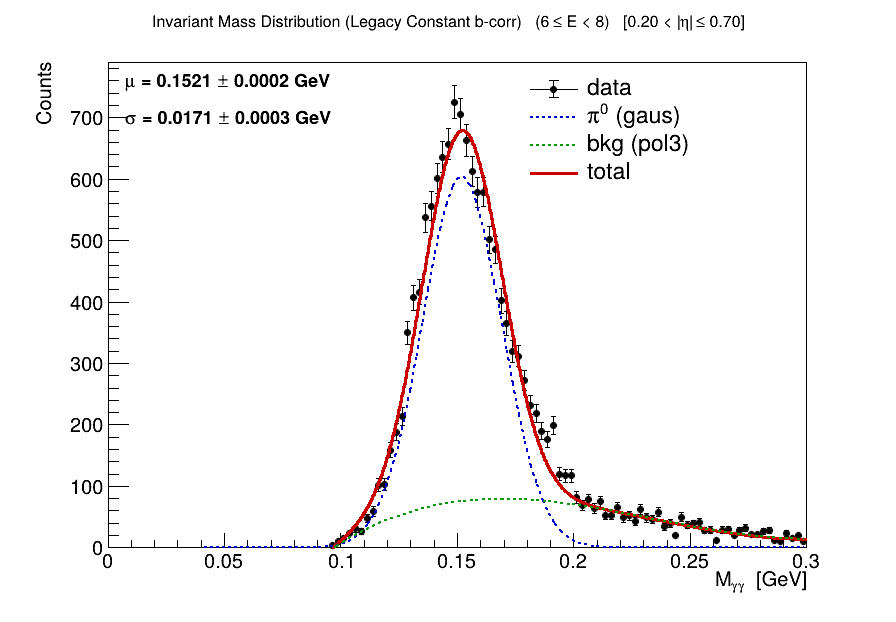 Invariant Mass Distribution (Legacy Constant b-corr) (6 ≤ E < 8) [0.20 < |η| ≤ 0.70]
Counts
μ = 0.1521 ± 0.0002 GeV
σ = 0.0171 ± 0.0003 GeV
data
π⁰ (gaus)
bkg (pol3)
total
700
600
500
400
300
200
100
0
0 0.05 0.1 0.15 0.2 0.25 0.3
Mγγ [GeV]